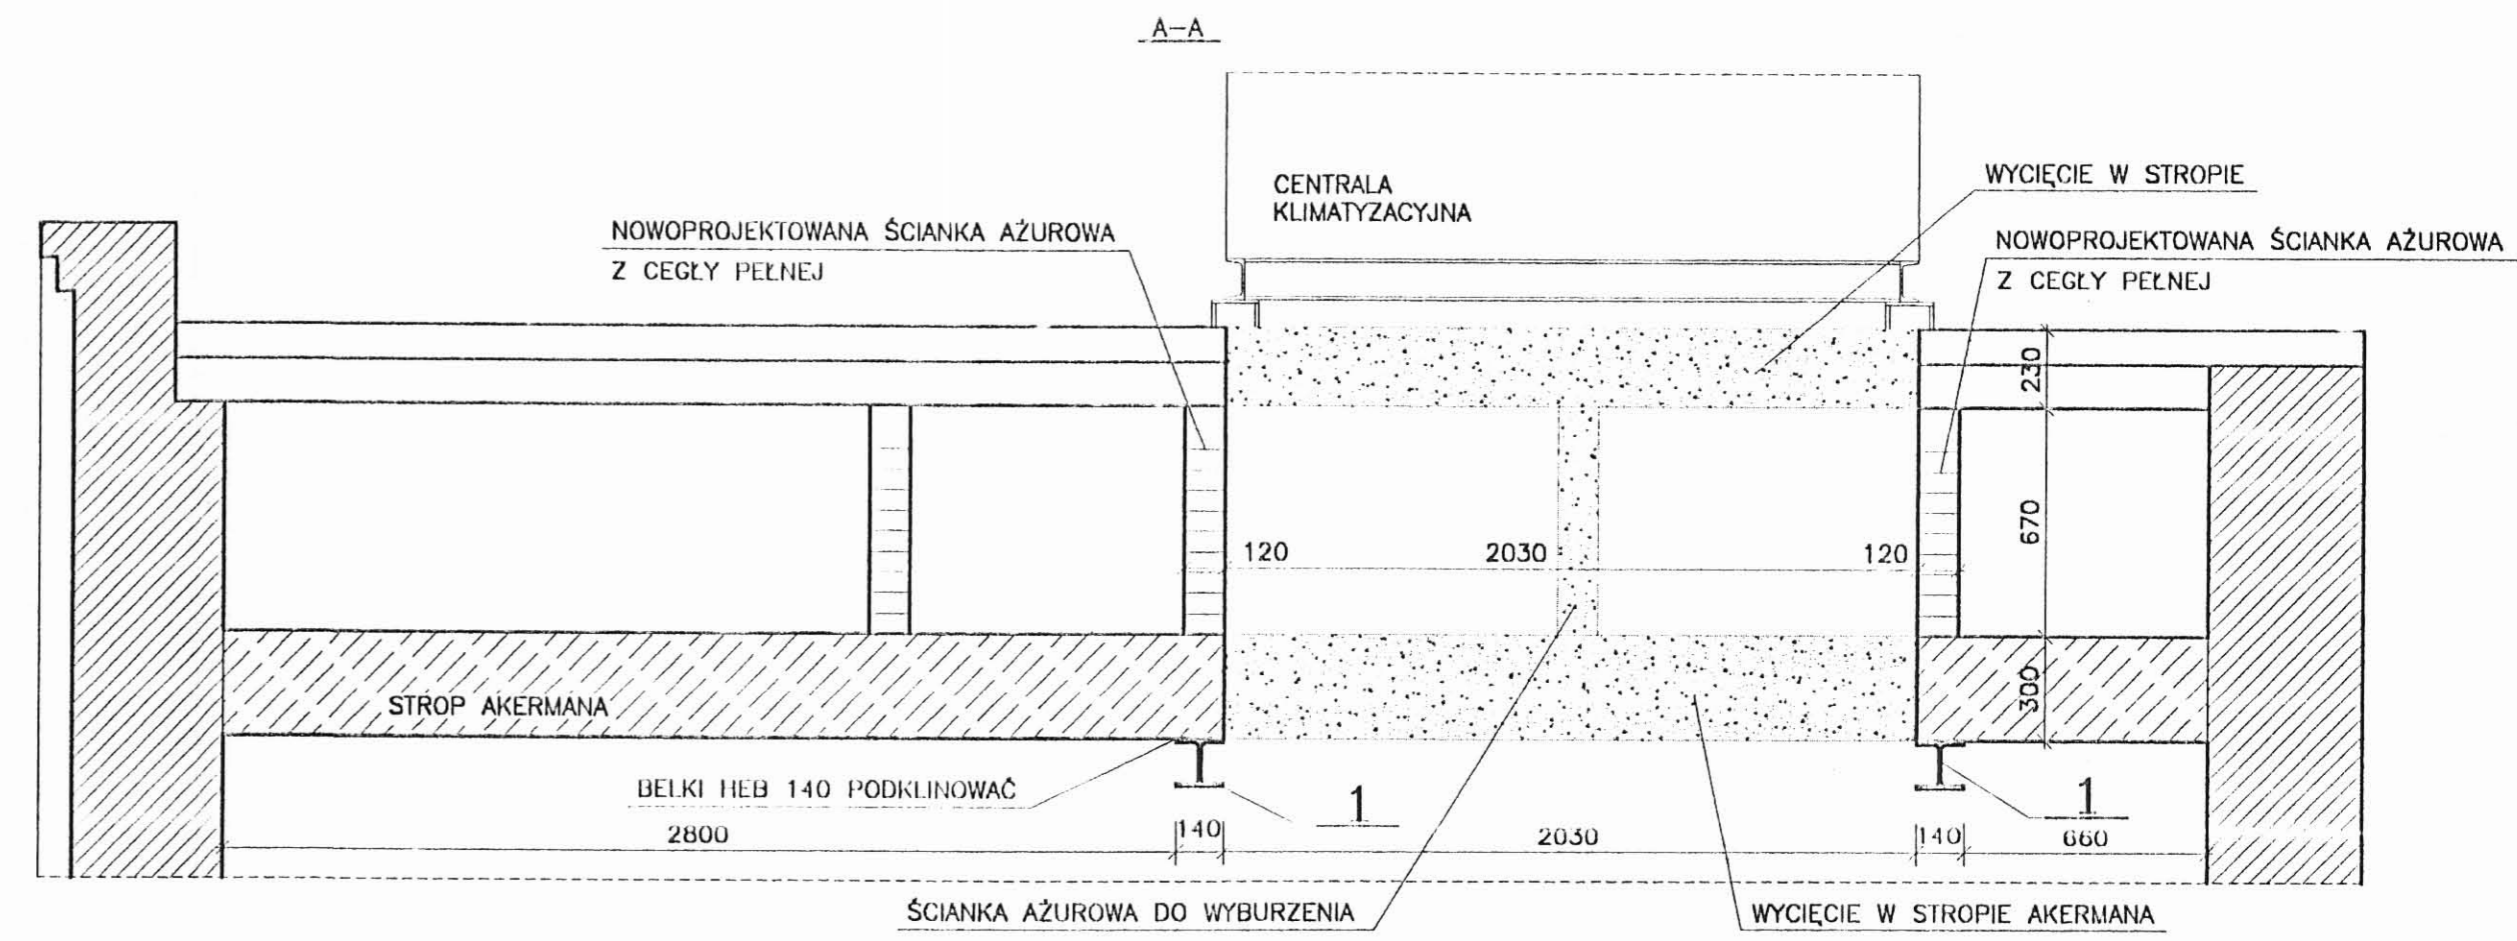 A-A
CENTRALA
KLIMATYZACYJNA
WYCIĘCIE W STROPIE
NOWOPROJEKTOWANA ŚCIANKA AŻUROWA
Z CEGŁY PEŁNEJ
NOWOPROJEKTOWANA ŚCIANKA AŻUROWA
Z CEGŁY PEŁNEJ
230
670
300
120
2030
120
STROP AKERMANA
BELKI HEB 140 PODKLINOWAĆ
1
1
2800
140
2030
140
660
ŚCIANKA AŻUROWA DO WYBURZENIA
WYCIĘCIE W STROPIE AKERMANA